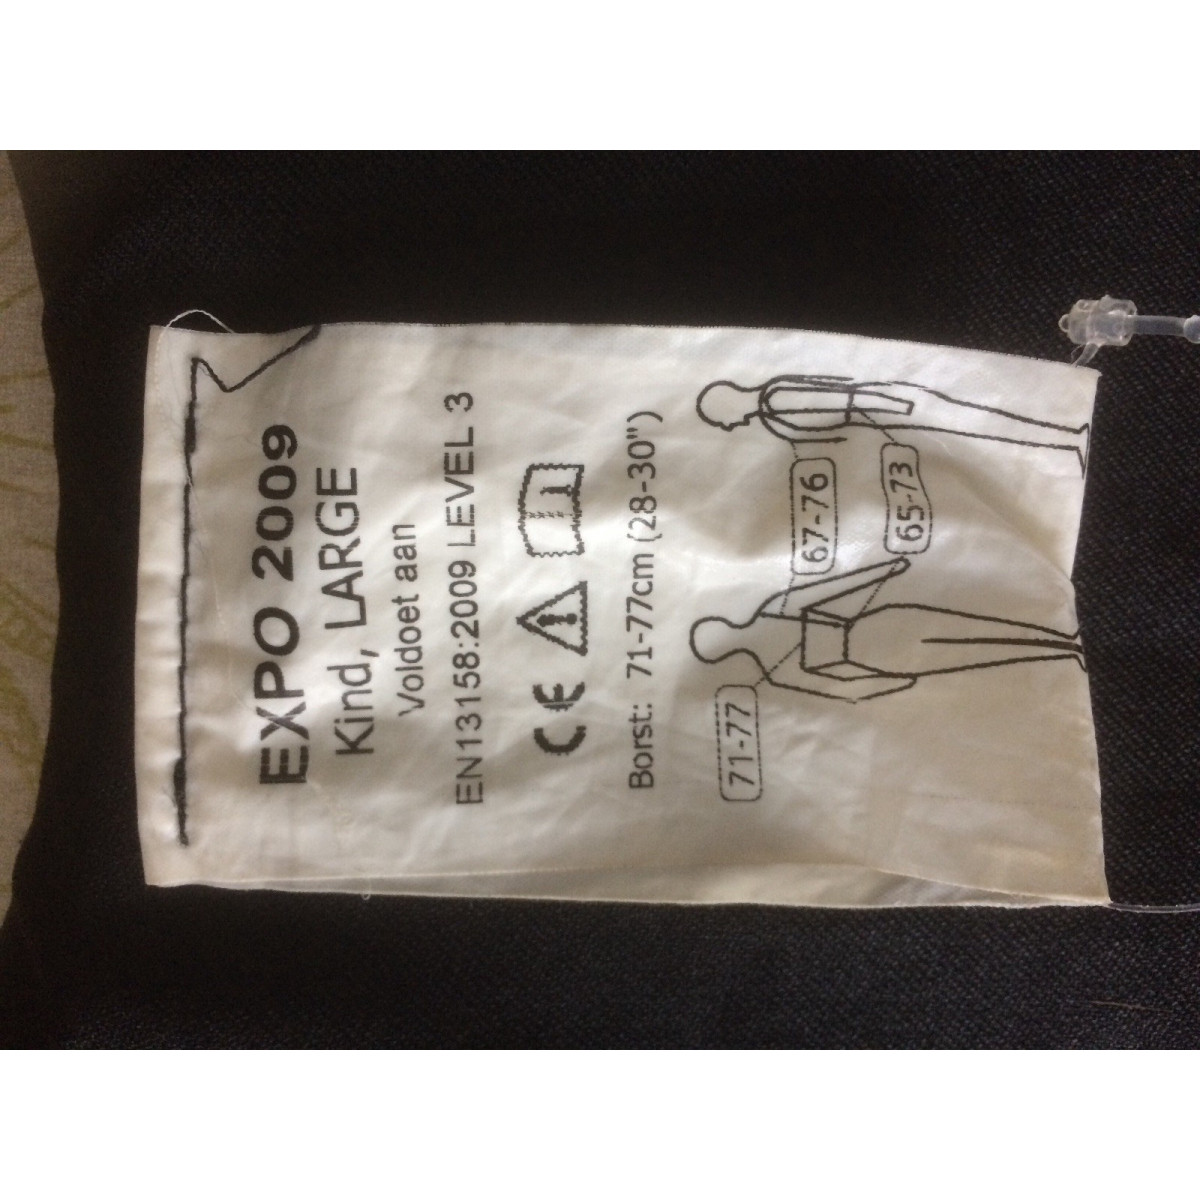 EXPO 2009
Kind, LARGE
Voldoet aan
EN13158:2009 LEVEL 3
CE
Borst: 71-77cm (28-30")
71-77
67-76
65-73